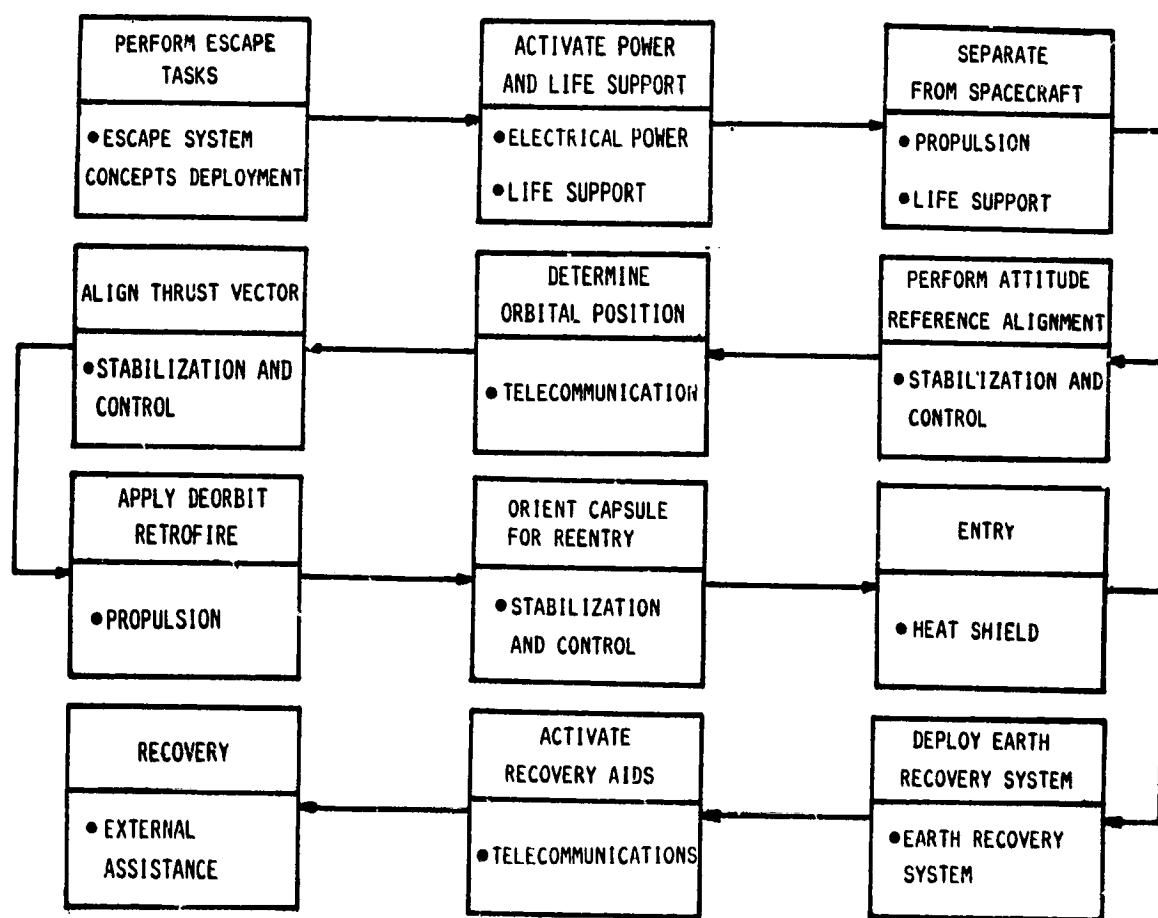 PERFORM ESCAPE
TASKS
● ESCAPE SYSTEM
CONCEPTS DEPLOYMENT
ACTIVATE POWER
AND LIFE SUPPORT
● ELECTRICAL POWER
● LIFE SUPPORT
SEPARATE
FROM SPACECRAFT
● PROPULSION
● LIFE SUPPORT
PERFORM ATTITUDE
REFERENCE ALIGNMENT
● STABILIZATION AND
CONTROL
DETERMINE
ORBITAL POSITION
● TELECOMMUNICATION
ALIGN THRUST VECTOR
● STABILIZATION AND
CONTROL
APPLY DEORBIT
RETROFIRE
● PROPULSION
ORIENT CAPSULE
FOR REENTRY
● STABILIZATION
AND CONTROL
ENTRY
● HEAT SHIELD
DEPLOY EARTH
RECOVERY SYSTEM
● EARTH RECOVERY
SYSTEM
ACTIVATE
RECOVERY AIDS
● TELECOMMUNICATIONS
RECOVERY
● EXTERNAL
ASSISTANCE